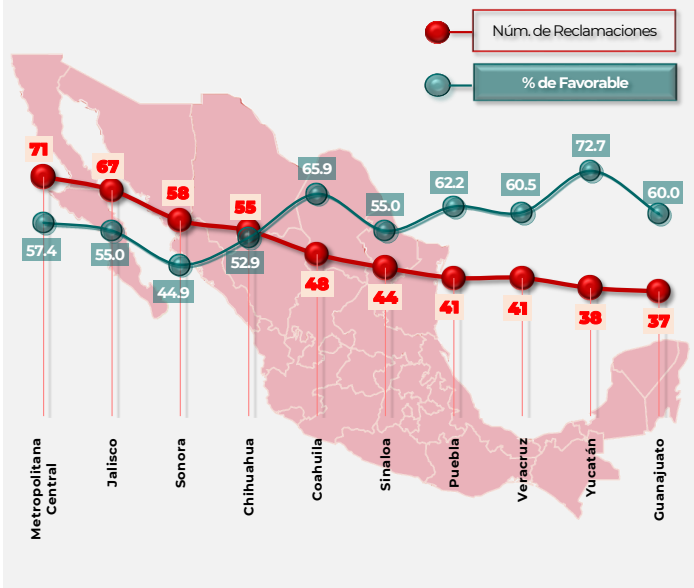 Núm. de Reclamaciones
% de Favorable
71
67
58
55
48
44
41
41
38
37
57.4
55.0
44.9
52.9
65.9
55.0
62.2
60.5
72.7
60.0
Metropolitana
Central
Jalisco
Sonora
Chihuahua
Coahuila
Sinaloa
Puebla
Veracruz
Yucatán
Guanajuato